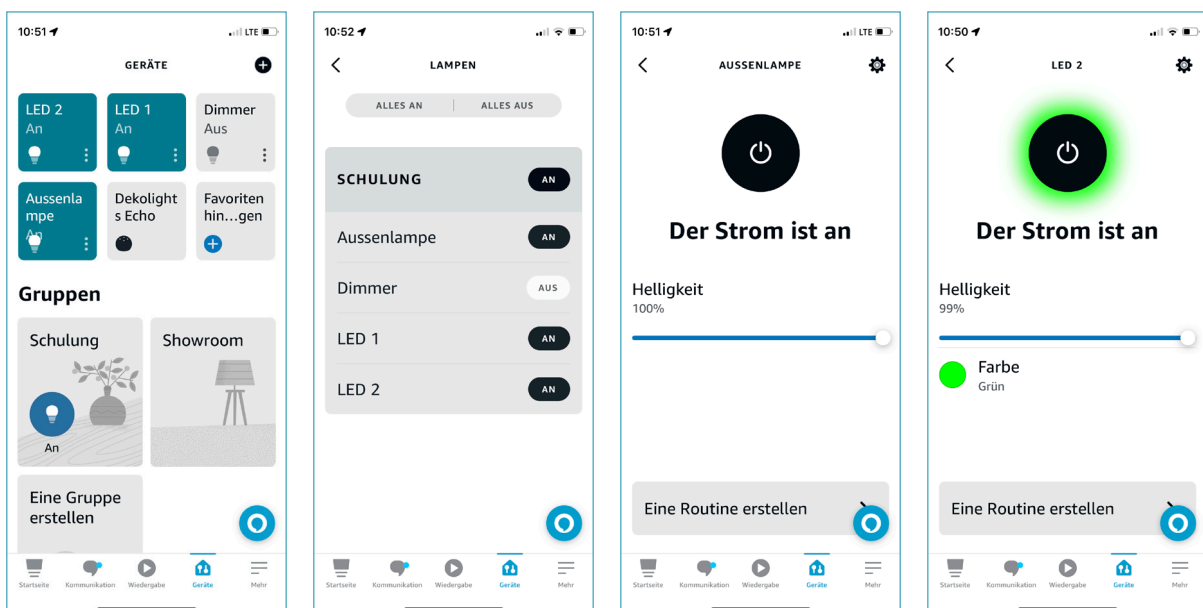 10:51
LTE
GERÄTE
LED 2
An
LED 1
An
Dimmer
Aus
Aussenla
mpe
An
Dekolight
s Echo
Favoriten
hin...gen
Gruppen
Schulung
An
Showroom
Eine Gruppe
erstellen
Startseite
Kommunikation
Wiedergabe
Geräte
Mehr
10:52
LAMPEN
ALLES AN
ALLES AUS
SCHULUNG
AN
Aussenlampe
AN
Dimmer
AUS
LED 1
AN
LED 2
AN
Startseite
Kommunikation
Wiedergabe
Geräte
Mehr
10:51
LTE
AUSSENLAMPE
Der Strom ist an
Helligkeit
100%
Eine Routine erstellen
Startseite
Kommunikation
Wiedergabe
Geräte
Mehr
10:50
LED 2
Der Strom ist an
Helligkeit
99%
Farbe
Grün
Eine Routine erstellen
Startseite
Kommunikation
Wiedergabe
Geräte
Mehr